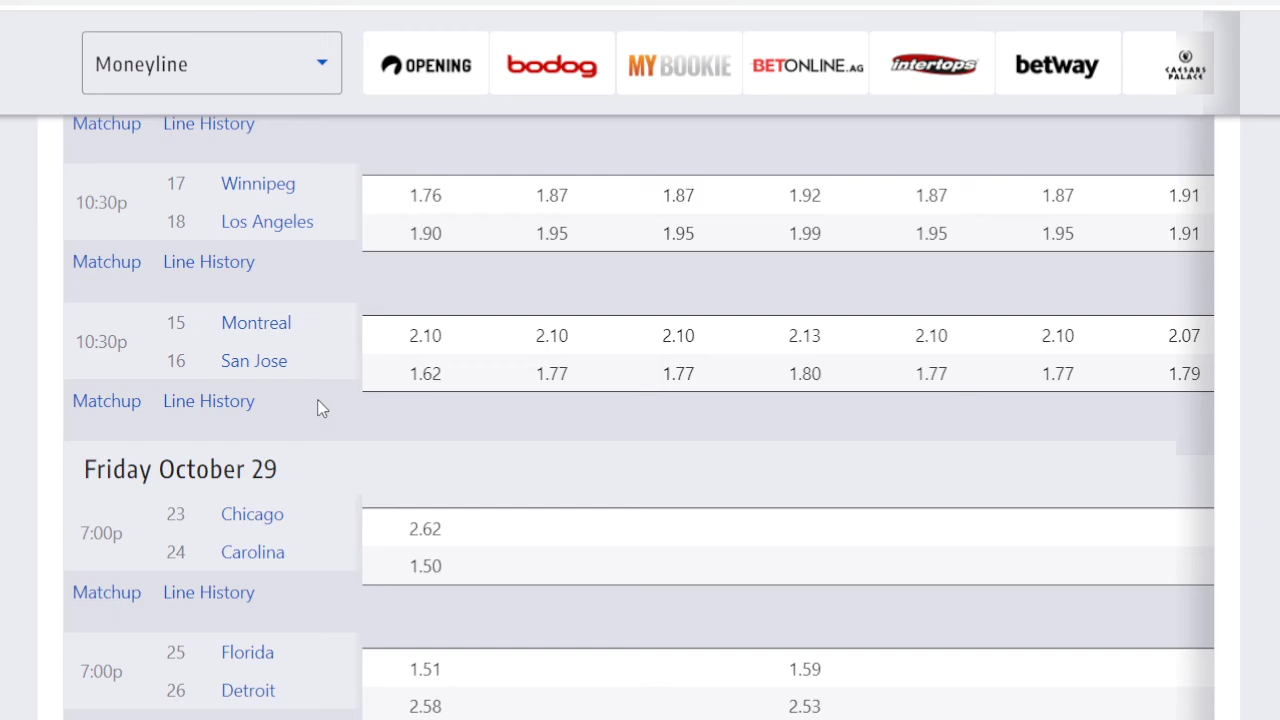 Moneyline OPENING bodog MYBOOKIE BETONLINE.AG intertops betway CAESARS PALACE
Matchup Line History
10:30p 17 Winnipeg 1.76 1.87 1.87 1.92 1.87 1.87 1.91
18 Los Angeles 1.90 1.95 1.95 1.99 1.95 1.95 1.91
Matchup Line History
10:30p 15 Montreal 2.10 2.10 2.10 2.13 2.10 2.10 2.07
16 San Jose 1.62 1.77 1.77 1.80 1.77 1.77 1.79
Matchup Line History
Friday October 29
7:00p 23 Chicago 2.62
24 Carolina 1.50
Matchup Line History
7:00p 25 Florida 1.51 1.59
26 Detroit 2.58 2.53